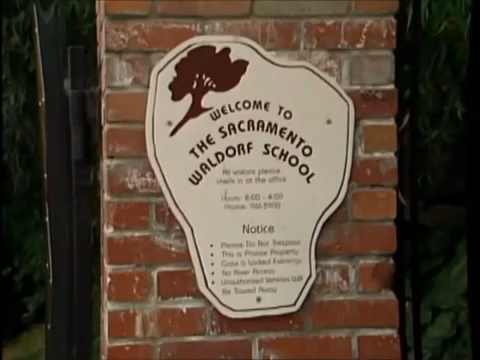 WELCOME TO
THE SACRAMENTO
WALDORF SCHOOL
All visitors please
check in at the office
Hours: 8:00 - 4:00
Phone: 961-3900
Notice
• Please Do Not Trespass
• This is Private Property
• Gate is Locked Evenings
• No River Access
• Unauthorized Vehicles Will
Be Towed Away